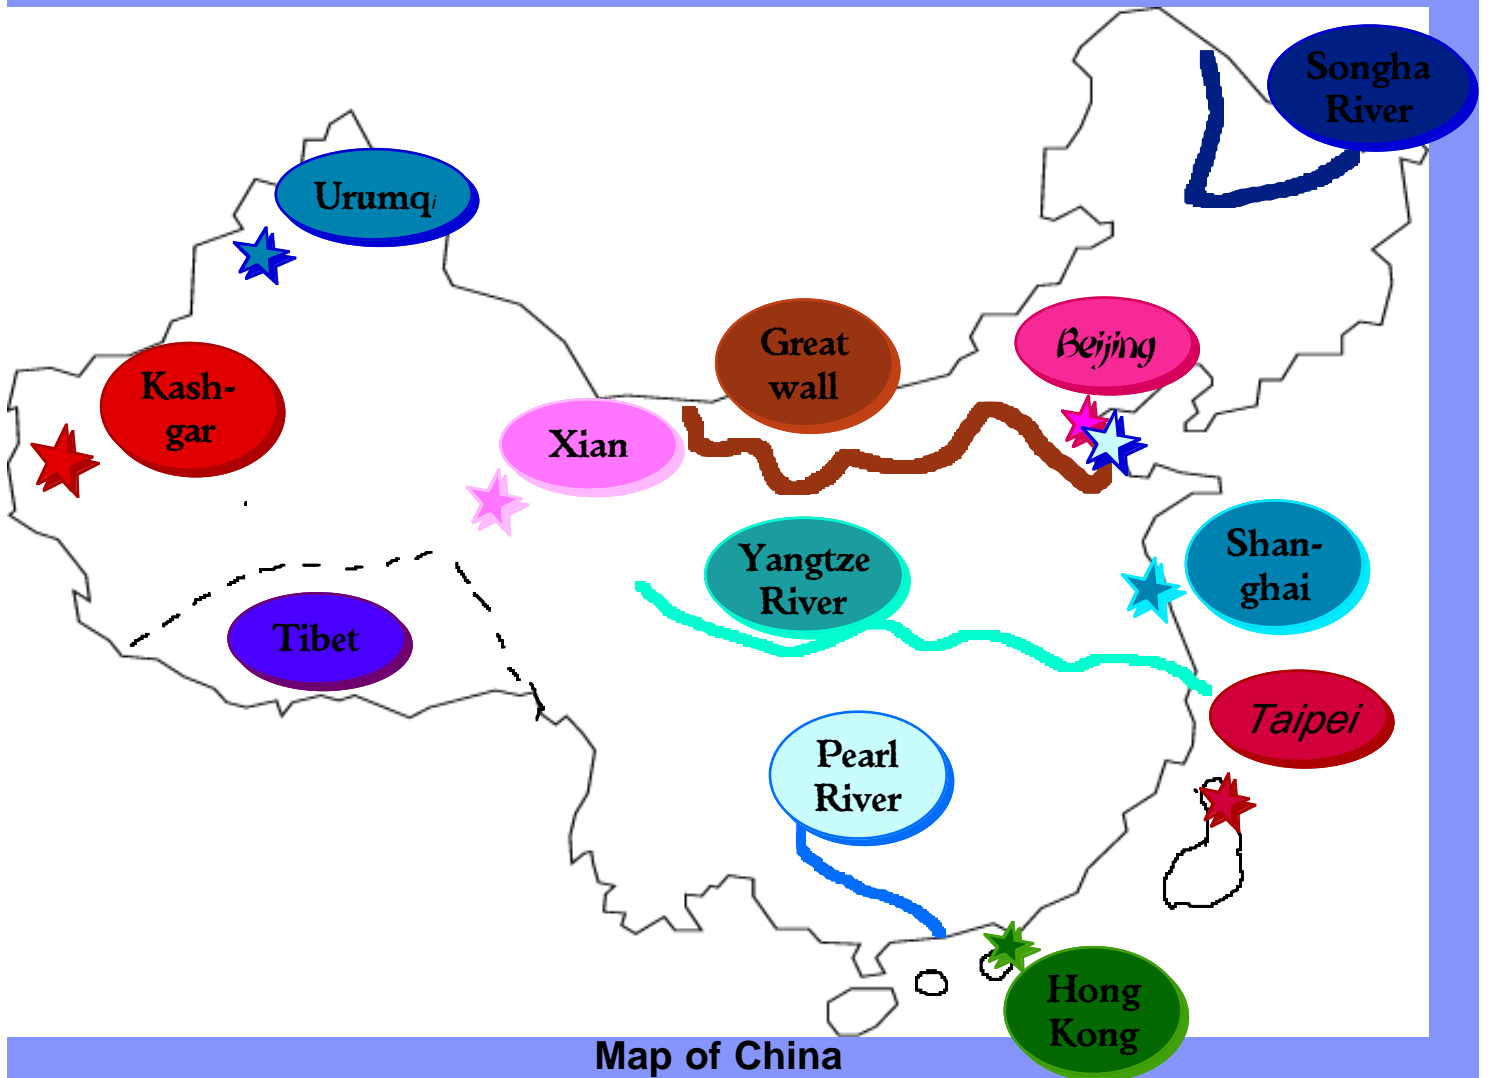 Songha
River
Urumqi
Great
wall
Beijing
Kash-
gar
Xian
Shan-
ghai
Yangtze
River
Tibet
Taipei
Pearl
River
Hong
Kong
Map of China